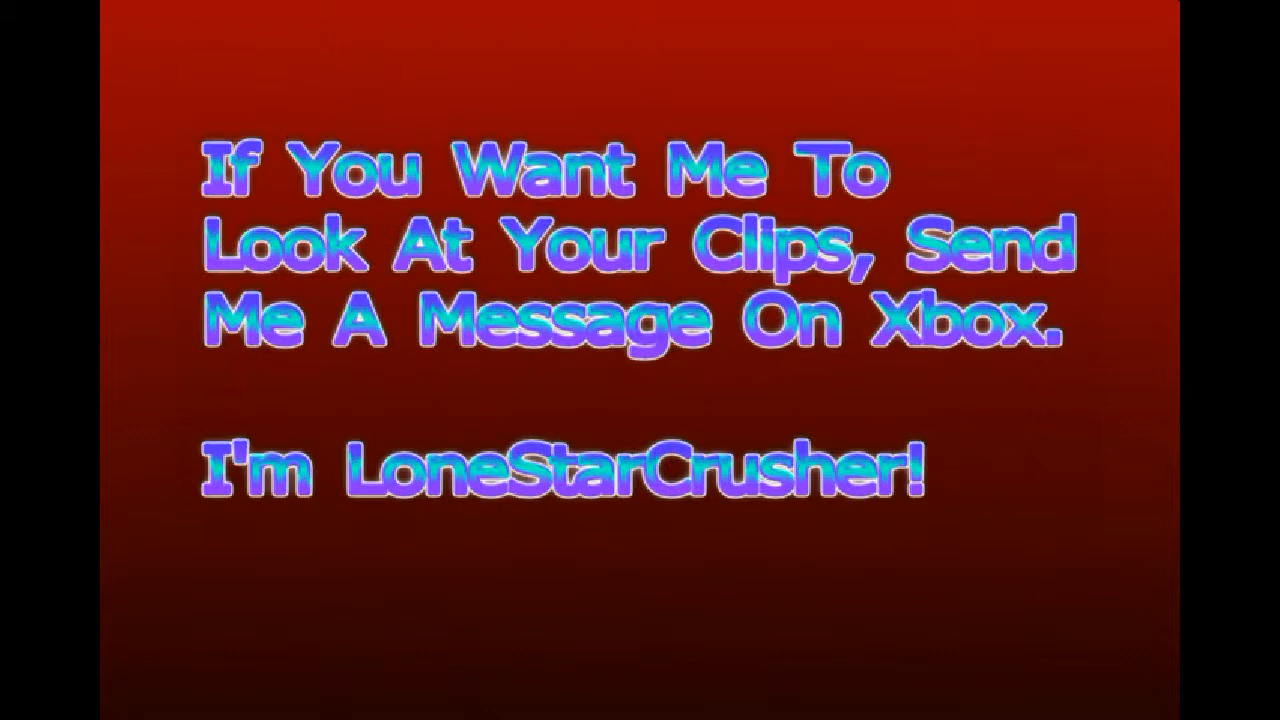 If You Want Me To
Look At Your Clips, Send
Me A Message On Xbox.
I'm LoneStarCrusher!